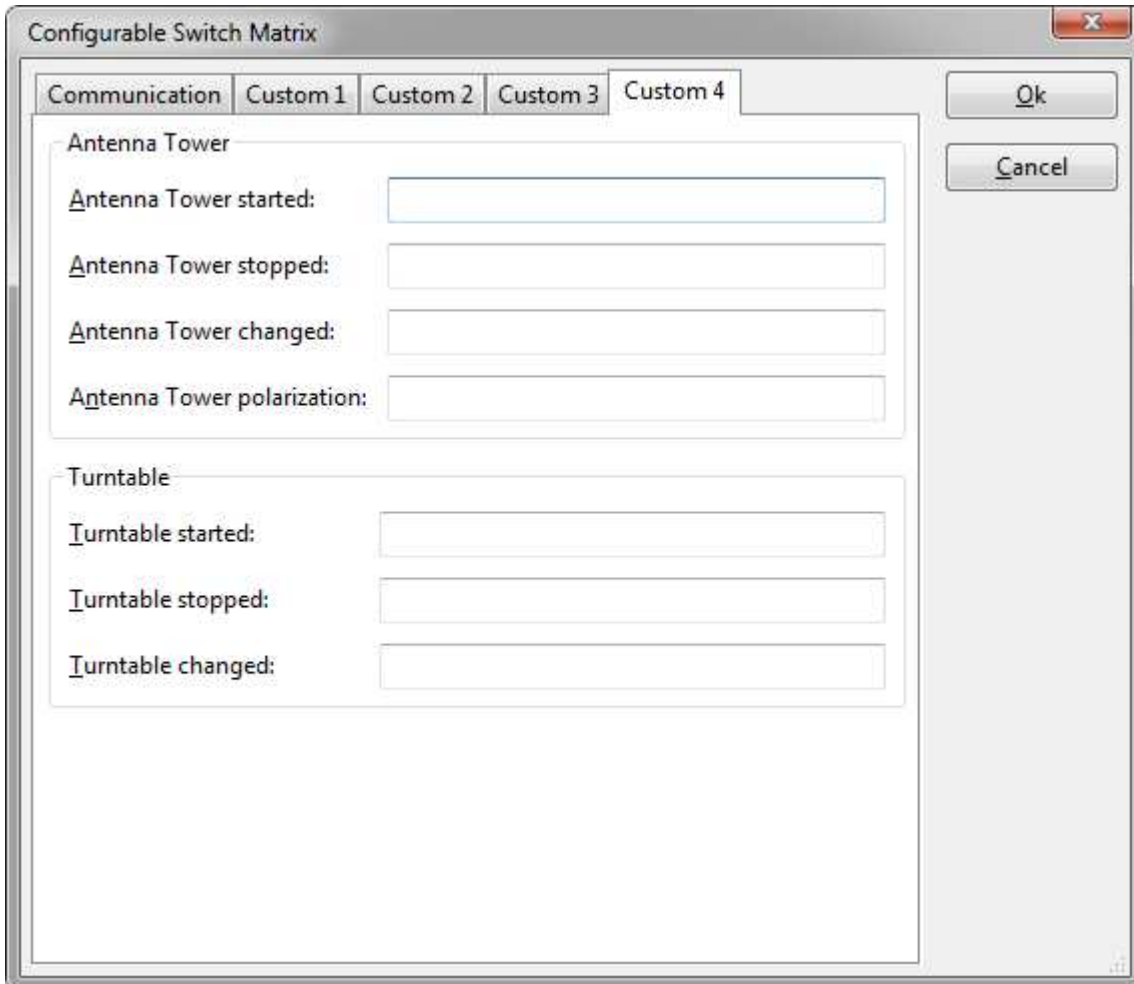 Configurable Switch Matrix
Communication Custom 1 Custom 2 Custom 3 Custom 4
Ok
Cancel
Antenna Tower
Antenna Tower started:
Antenna Tower stopped:
Antenna Tower changed:
Antenna Tower polarization:
Turntable
Turntable started:
Turntable stopped:
Turntable changed: